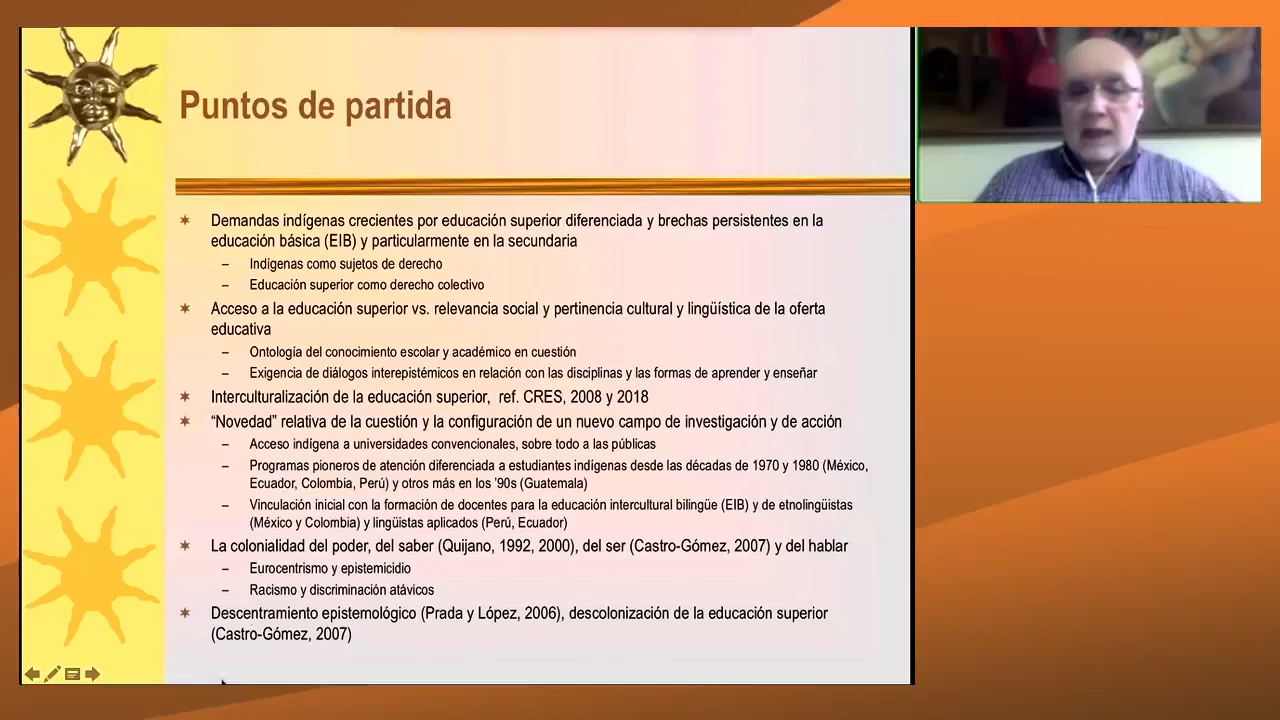 Puntos de partida
Demandas indígenas crecientes por educación superior diferenciada y brechas persistentes en la
educación básica (EIB) y particularmente en la secundaria
– Indígenas como sujetos de derecho
– Educación superior como derecho colectivo
Acceso a la educación superior vs. relevancia social y pertinencia cultural y lingüística de la oferta
educativa
– Ontología del conocimiento escolar y académico en cuestión
– Exigencia de diálogos interepistémicos en relación con las disciplinas y las formas de aprender y enseñar
Interculturalización de la educación superior, ref. CRES, 2008 y 2018
“Novedad” relativa de la cuestión y la configuración de un nuevo campo de investigación y de acción
– Acceso indígena a universidades convencionales, sobre todo a las públicas
– Programas pioneros de atención diferenciada a estudiantes indígenas desde las décadas de 1970 y 1980 (México,
Ecuador, Colombia, Perú) y otros más en los ’90s (Guatemala)
– Vinculación inicial con la formación de docentes para la educación intercultural bilingüe (EIB) y de etnolingüistas
(México y Colombia) y lingüistas aplicados (Perú, Ecuador)
La colonialidad del poder, del saber (Quijano, 1992, 2000), del ser (Castro-Gómez, 2007) y del hablar
– Eurocentrismo y epistemicidio
– Racismo y discriminación atávicos
Descentramiento epistemológico (Prada y López, 2006), descolonización de la educación superior
(Castro-Gómez, 2007)